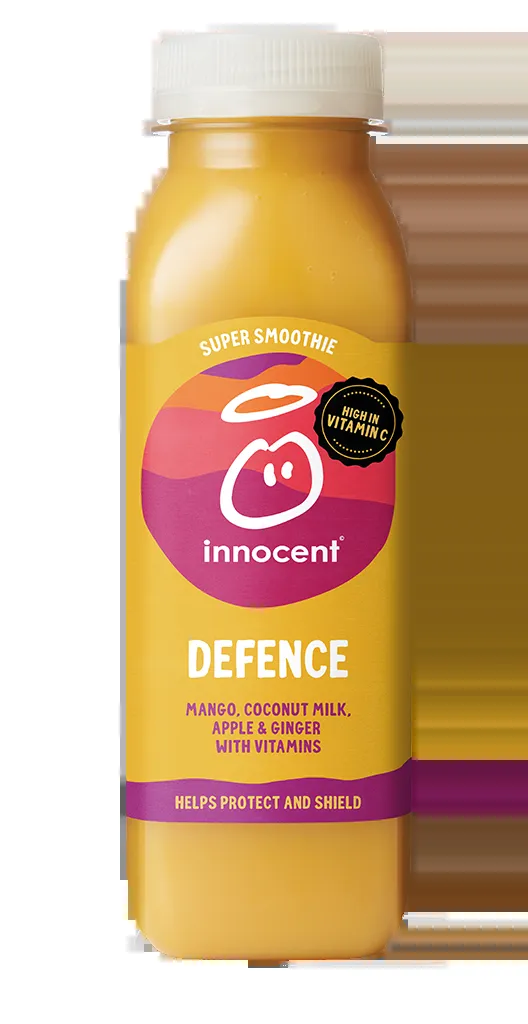 SUPER SMOOTHIE
HIGH IN
VITAMIN C
innocent©
DEFENCE
MANGO, COCONUT MILK,
APPLE & GINGER
WITH VITAMINS
HELPS PROTECT AND SHIELD